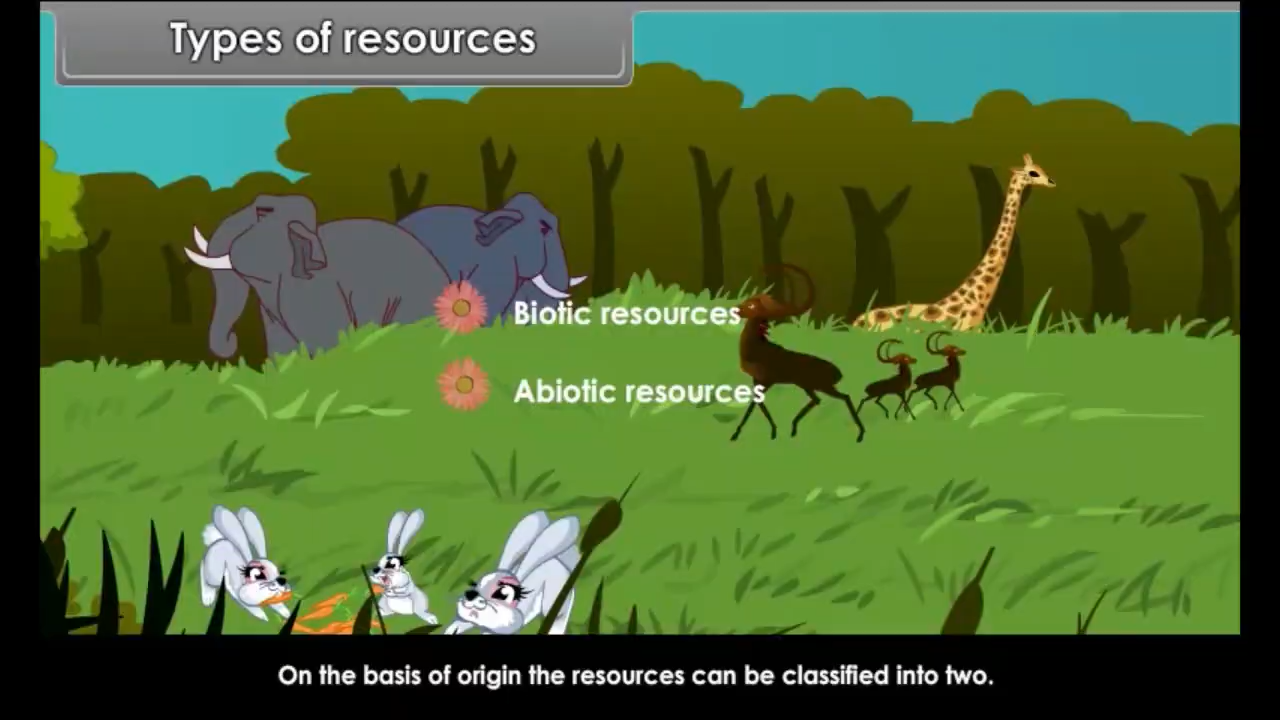 Types of resources
Biotic resources
Abiotic resources
On the basis of origin the resources can be classified into two.